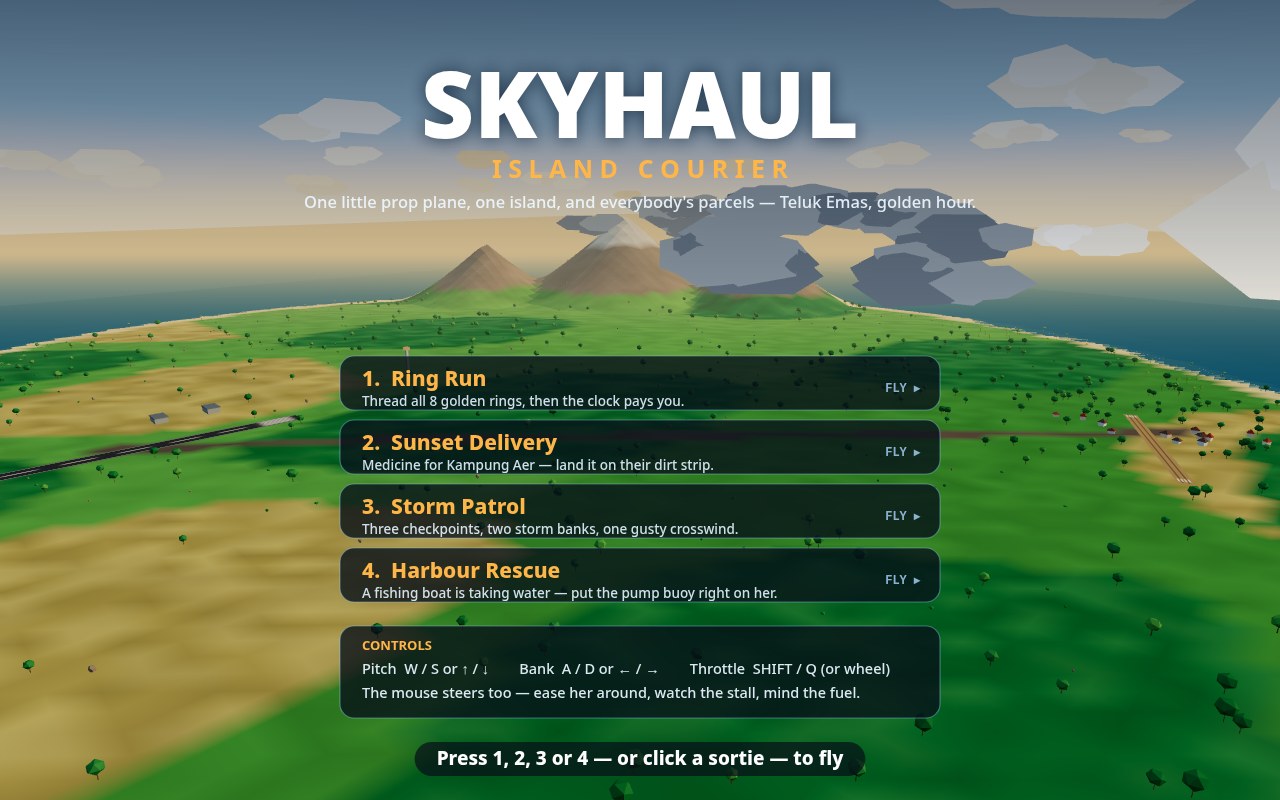 SKYHAUL
ISLAND COURIER
One little prop plane, one island, and everybody's parcels — Teluk Emas, golden hour.
1. Ring Run
Thread all 8 golden rings, then the clock pays you.
FLY ▸
2. Sunset Delivery
Medicine for Kampung Aer — land it on their dirt strip.
FLY ▸
3. Storm Patrol
Three checkpoints, two storm banks, one gusty crosswind.
FLY ▸
4. Harbour Rescue
A fishing boat is taking water — put the pump buoy right on her.
FLY ▸
CONTROLS
Pitch W / S or ↑ / ↓ Bank A / D or ← / → Throttle SHIFT / Q (or wheel)
The mouse steers too — ease her around, watch the stall, mind the fuel.
Press 1, 2, 3 or 4 — or click a sortie — to fly